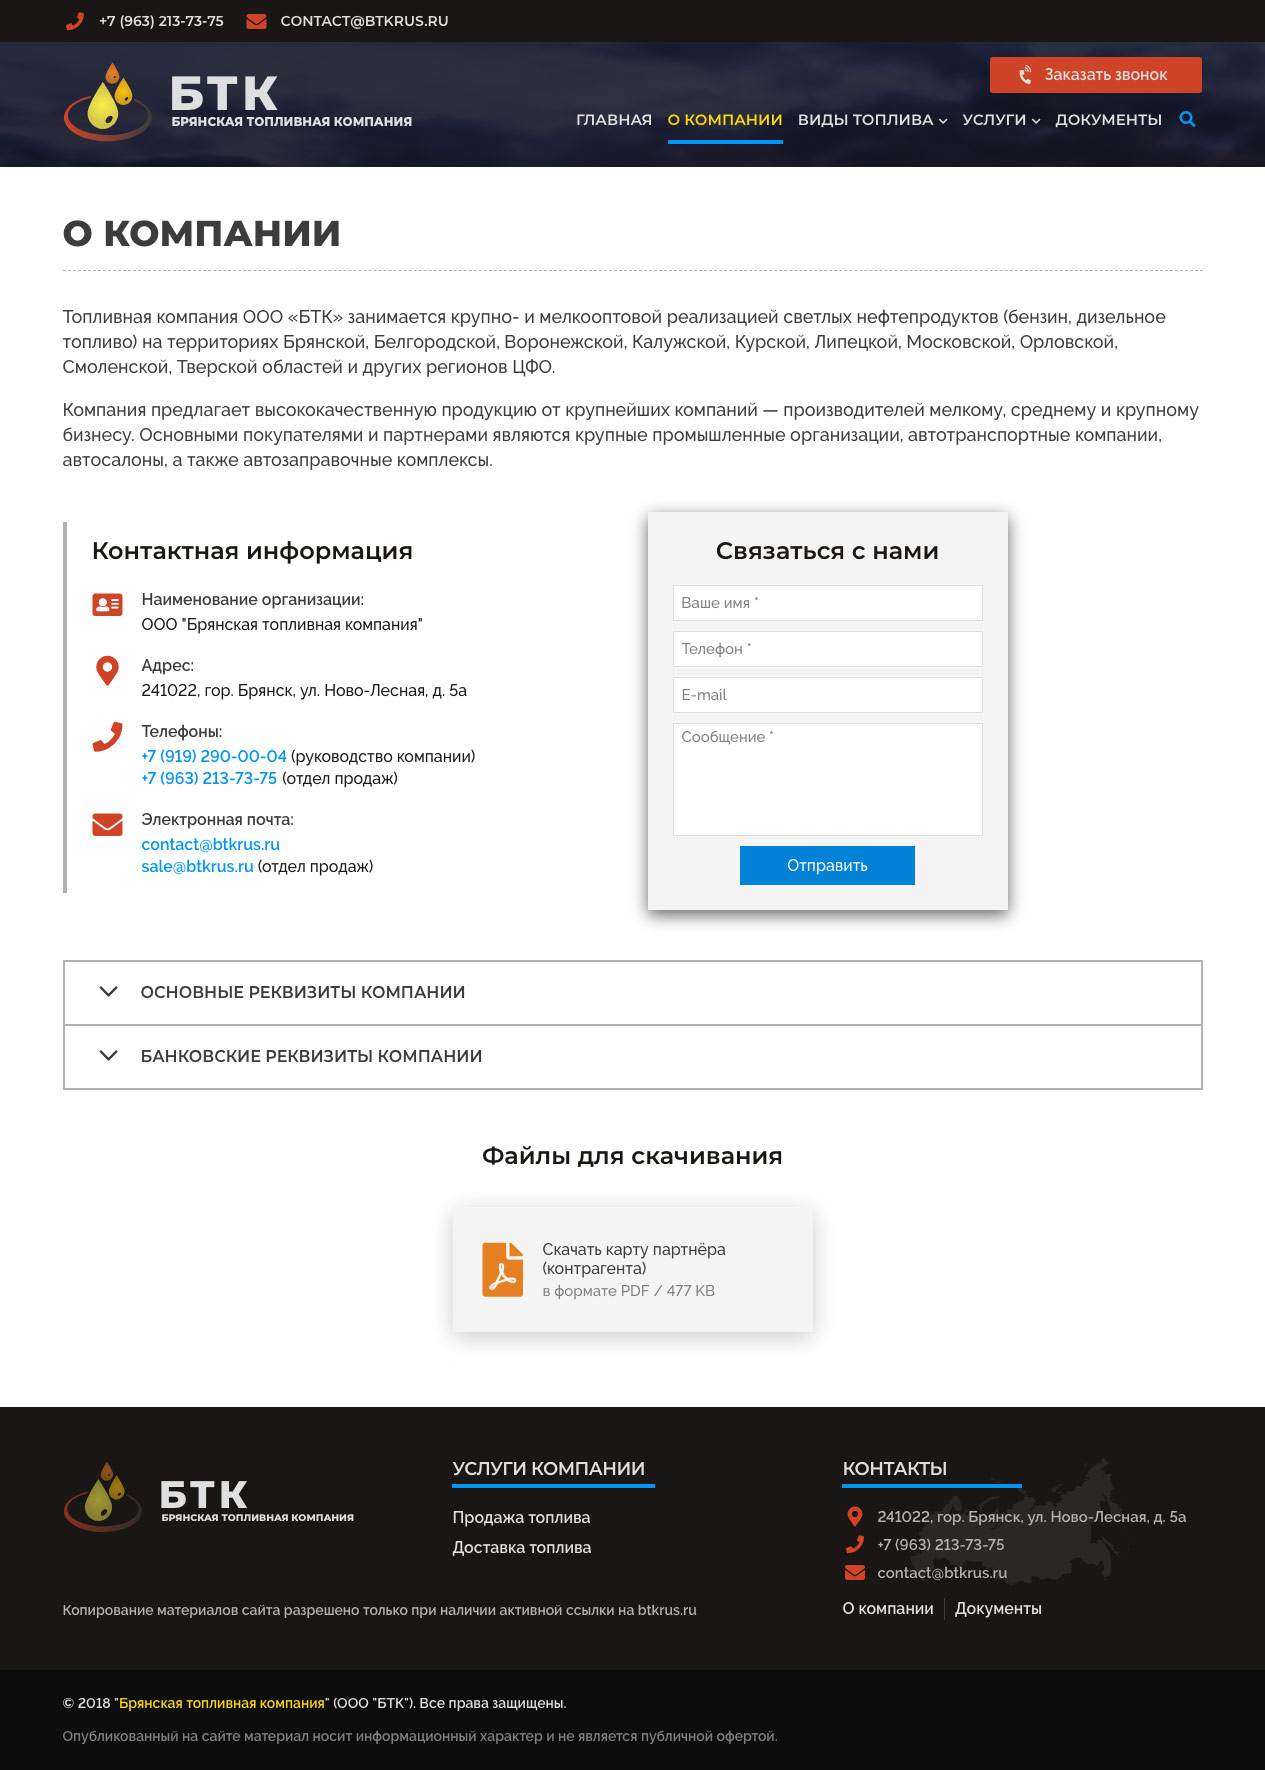 +7 (963) 213-73-75 CONTACT@BTKRUS.RU
Заказать звонок
БТК
БРЯНСКАЯ ТОПЛИВНАЯ КОМПАНИЯ
ГЛАВНАЯ О КОМПАНИИ ВИДЫ ТОПЛИВА УСЛУГИ ДОКУМЕНТЫ
О КОМПАНИИ
Топливная компания ООО «БТК» занимается крупно- и мелкооптовой реализацией светлых нефтепродуктов (бензин, дизельное
топливо) на территориях Брянской, Белгородской, Воронежской, Калужской, Курской, Липецкой, Московской, Орловской,
Смоленской, Тверской областей и других регионов ЦФО.
Компания предлагает высококачественную продукцию от крупнейших компаний — производителей мелкому, среднему и крупному
бизнесу. Основными покупателями и партнерами являются крупные промышленные организации, автотранспортные компании,
автосалоны, а также автозаправочные комплексы.
Контактная информация
Наименование организации:
ООО "Брянская топливная компания"
Адрес:
241022, гор. Брянск, ул. Ново-Лесная, д. 5а
Телефоны:
+7 (919) 290-00-04 (руководство компании)
+7 (963) 213-73-75 (отдел продаж)
Электронная почта:
contact@btkrus.ru
sale@btkrus.ru (отдел продаж)
Связаться с нами
Ваше имя *
Телефон *
E-mail
Сообщение *
Отправить
ОСНОВНЫЕ РЕКВИЗИТЫ КОМПАНИИ
БАНКОВСКИЕ РЕКВИЗИТЫ КОМПАНИИ
Файлы для скачивания
Скачать карту партнёра
(контрагента)
в формате PDF / 477 KB
БТК
БРЯНСКАЯ ТОПЛИВНАЯ КОМПАНИЯ
УСЛУГИ КОМПАНИИ
Продажа топлива
Доставка топлива
КОНТАКТЫ
241022, гор. Брянск, ул. Ново-Лесная, д. 5а
+7 (963) 213-73-75
contact@btkrus.ru
О компании Документы
Копирование материалов сайта разрешено только при наличии активной ссылки на btkrus.ru
© 2018 "Брянская топливная компания" (ООО "БТК"). Все права защищены.
Опубликованный на сайте материал носит информационный характер и не является публичной офертой.